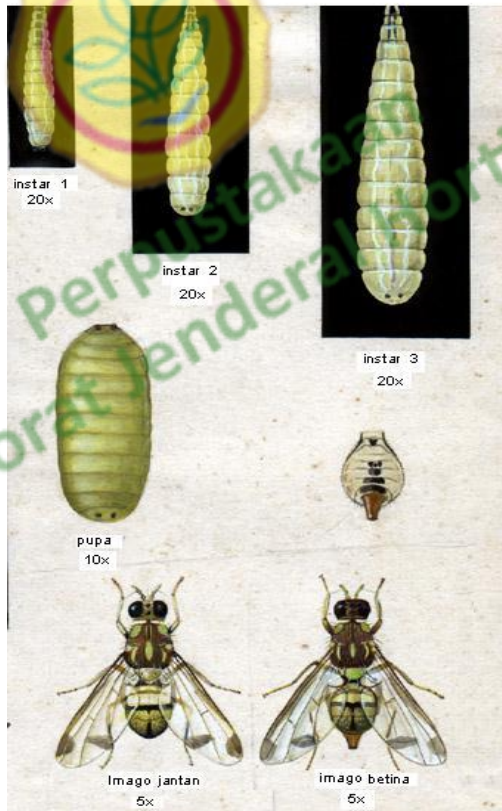 instar 1
20x
instar 2
20x
instar 3
20x
Perpustakaan
orat Jenderal Hort
pupa
10x
Imago jantan
5x
imago betina
5x